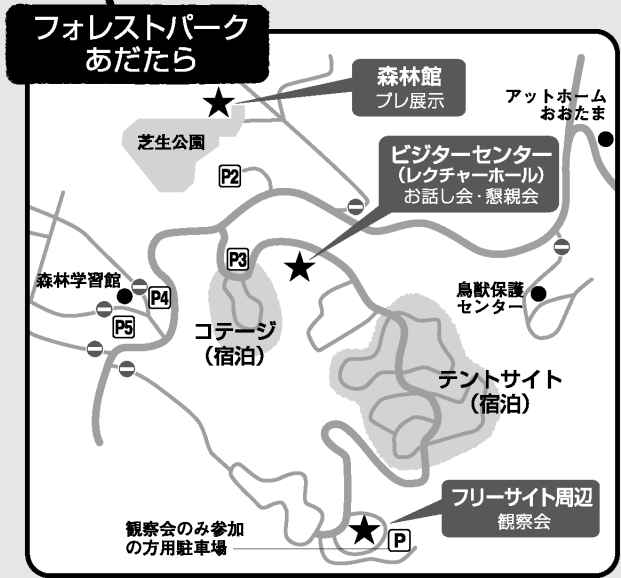 フォレストパーク
あだたら
森林館
プレ展示
アットホーム
おおたま
芝生公園
ビジターセンター
(レクチャーホール)
お話し会・懇親会
P2
P3
森林学習館
P4
P5
鳥獣保護
センター
コテージ
(宿泊)
テントサイト
(宿泊)
フリーサイト周辺
観察会
観察会のみ参加
の方用駐車場
P